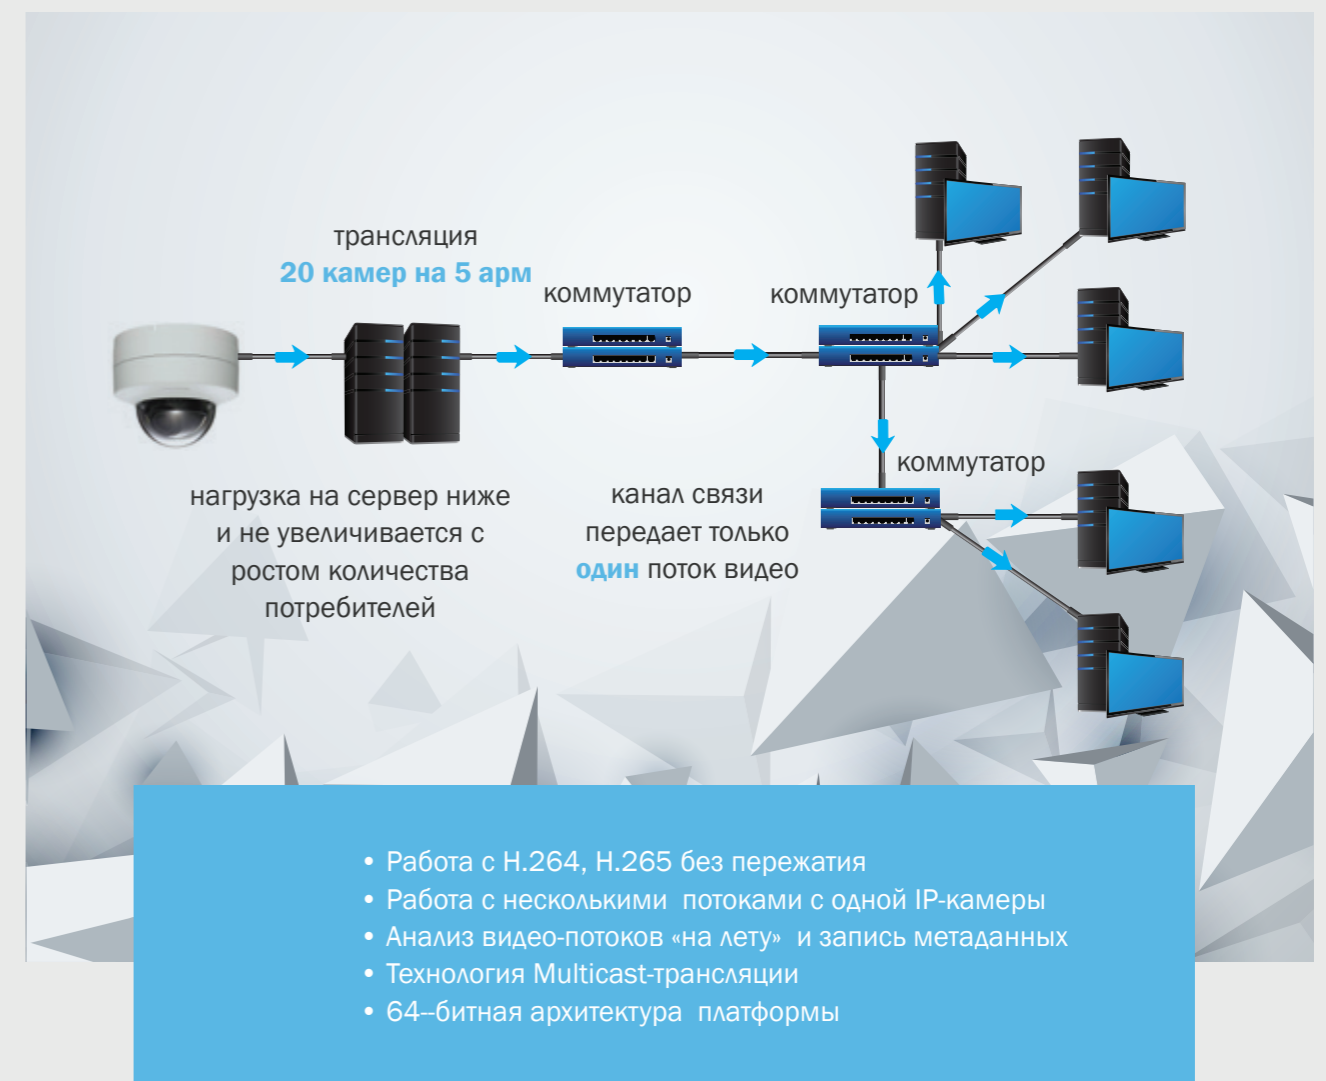 трансляция
20 камер на 5 арм
коммутатор
коммутатор
коммутатор
нагрузка на сервер ниже
и не увеличивается с
ростом количества
потребителей
канал связи
передает только
один поток видео
• Работа с H.264, H.265 без пережатия
• Работа с несколькими  потоками с одной IP-камеры
• Анализ видео-потоков «на лету»  и запись метаданных
• Технология Multicast-трансляции
• 64--битная архитектура  платформы